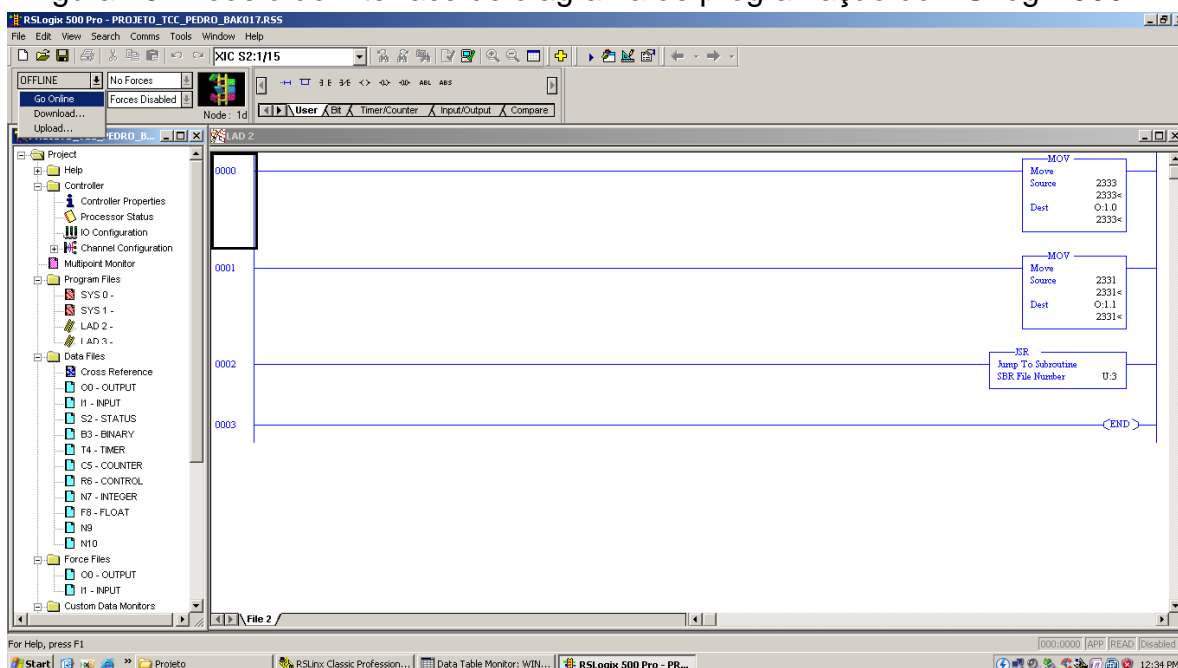 RSLogix 500 Pro - PROJETO_TCC_PEDRO_BAK017.RSS
File Edit View Search Comms Tools Window Help
XIC S2:1/15
OFFLINE No Forces
Go Online Forces Disabled
Download...
Node: 1d
User Bit Timer/Counter Input/Output Compare
Upload...
ABL ABS
EDRO_B...
LAD 2
Project
Help
Controller
Controller Properties
Processor Status
IO Configuration
Channel Configuration
Multipoint Monitor
Program Files
SYS 0 -
SYS 1 -
LAD 2 -
LAD 3 -
Data Files
Cross Reference
O0 - OUTPUT
I1 - INPUT
S2 - STATUS
B3 - BINARY
T4 - TIMER
C5 - COUNTER
R6 - CONTROL
N7 - INTEGER
F8 - FLOAT
N9
N10
Force Files
O0 - OUTPUT
I1 - INPUT
Custom Data Monitors
0000
MOV
Move
Source 2333
2333<
Dest O:1.0
2333<
0001
MOV
Move
Source 2331
2331<
Dest O:1.1
2331<
0002
JSR
Jump To Subroutine
SBR File Number U:3
0003
END
File 2
For Help, press F1
000:0000 APP READ Disabled
Start » Projeto RSLinx Classic Profession... Data Table Monitor: WIN... RSLogix 500 Pro - PR... 12:34 PM